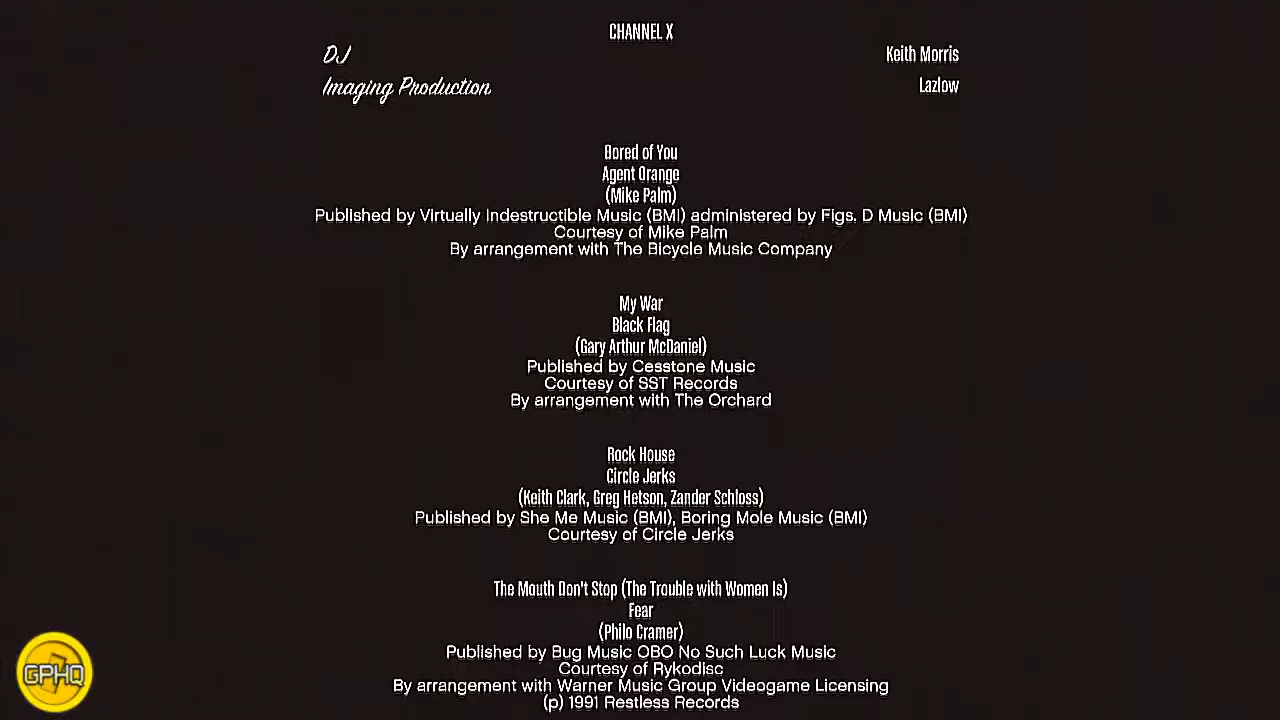 CHANNEL X
DJ Keith Morris
Imaging Production Lazlow
Bored of You
Agent Orange
(Mike Palm)
Published by Virtually Indestructible Music (BMI) administered by Figs. D Music (BMI)
Courtesy of Mike Palm
By arrangement with The Bicycle Music Company
My War
Black Flag
(Gary Arthur McDaniel)
Published by Cesstone Music
Courtesy of SST Records
By arrangement with The Orchard
Rock House
Circle Jerks
(Keith Clark, Greg Hetson, Zander Schloss)
Published by She Me Music (BMI), Boring Mole Music (BMI)
Courtesy of Circle Jerks
The Mouth Don't Stop (The Trouble with Women Is)
Fear
(Philo Cramer)
Published by Bug Music OBO No Such Luck Music
Courtesy of Rykodisc
By arrangement with Warner Music Group Videogame Licensing
(p) 1991 Restless Records
GPHQ